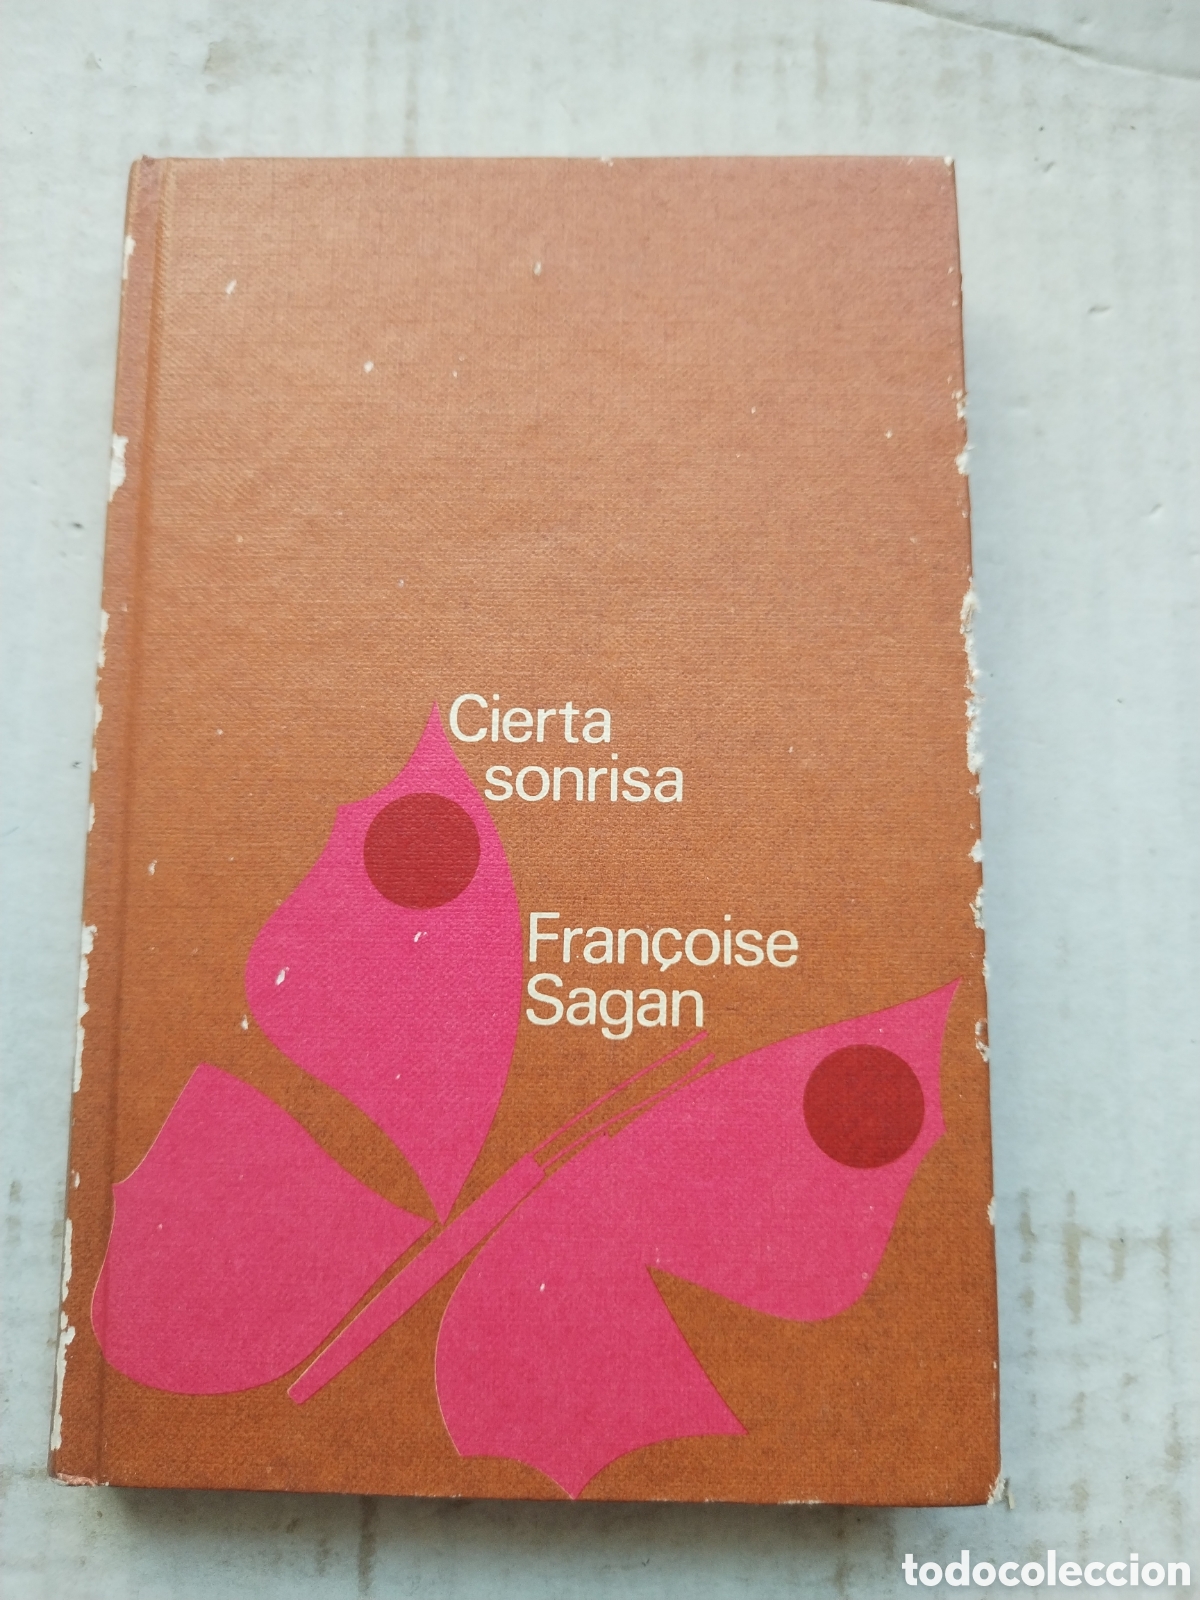 Cierta
sonrisa
Françoise
Sagan
todocoleccion